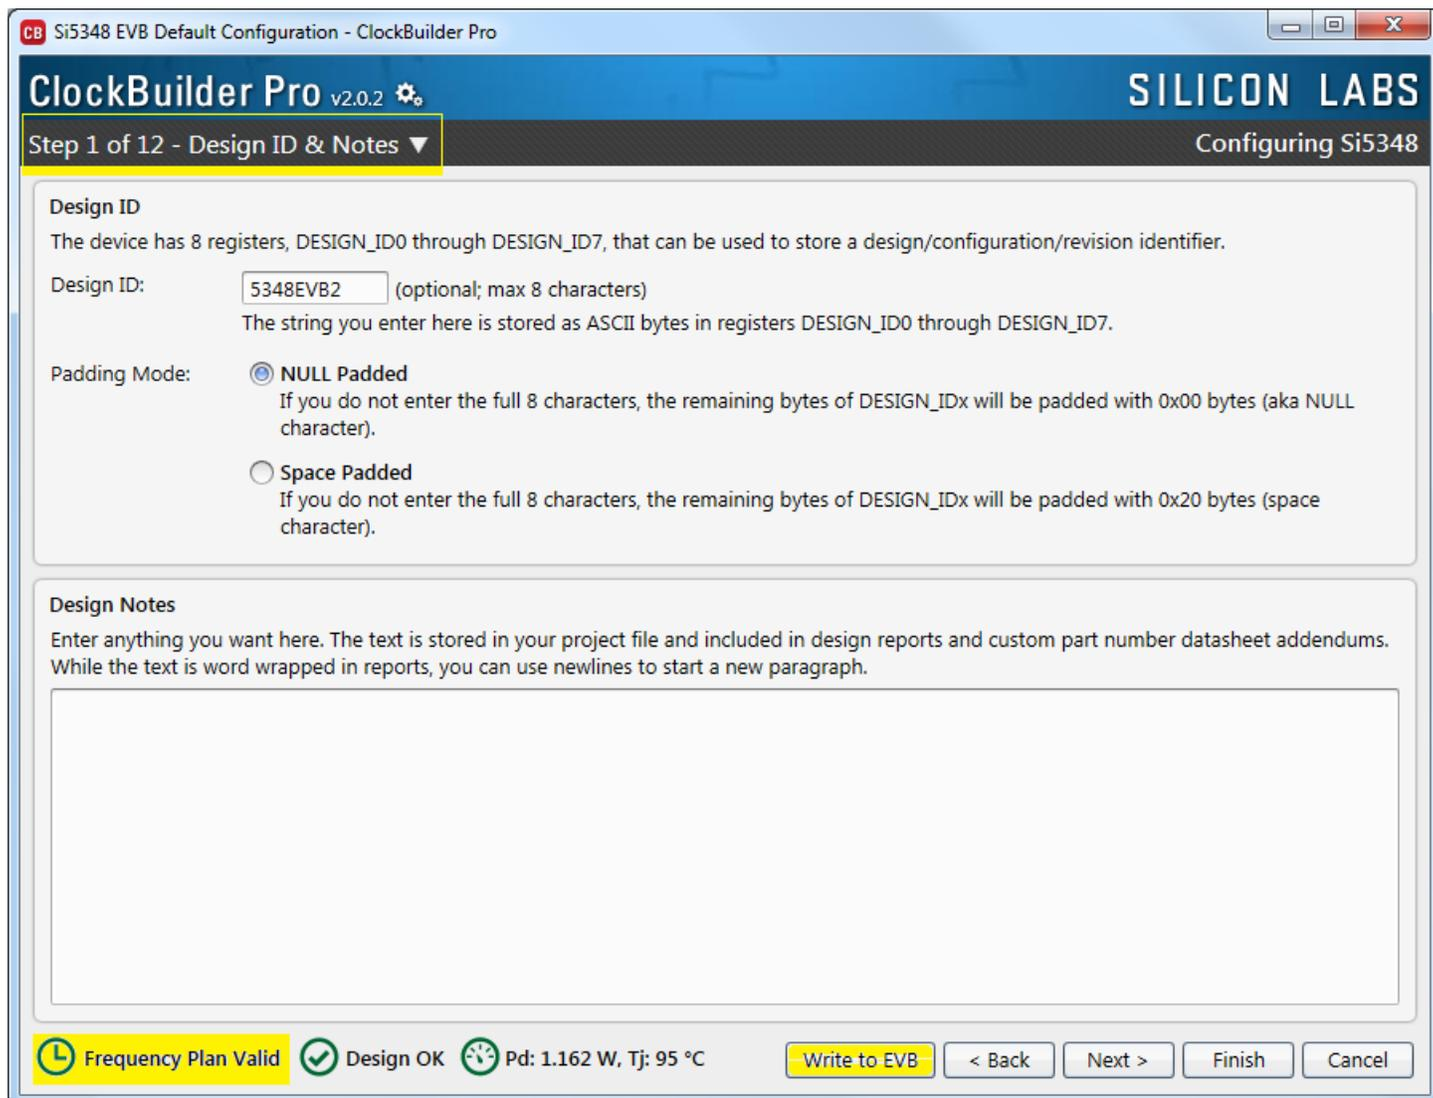 CB Si5348 EVB Default Configuration - ClockBuilder Pro
ClockBuilder Pro v2.0.2
SILICON LABS
Step 1 of 12 - Design ID & Notes ▼
Configuring Si5348
Design ID
The device has 8 registers, DESIGN_ID0 through DESIGN_ID7, that can be used to store a design/configuration/revision identifier.
Design ID: 5348EVB2 (optional; max 8 characters)
The string you enter here is stored as ASCII bytes in registers DESIGN_ID0 through DESIGN_ID7.
Padding Mode: NULL Padded
If you do not enter the full 8 characters, the remaining bytes of DESIGN_IDx will be padded with 0x00 bytes (aka NULL
character).
Space Padded
If you do not enter the full 8 characters, the remaining bytes of DESIGN_IDx will be padded with 0x20 bytes (space
character).
Design Notes
Enter anything you want here. The text is stored in your project file and included in design reports and custom part number datasheet addendums.
While the text is word wrapped in reports, you can use newlines to start a new paragraph.
Frequency Plan Valid Design OK Pd: 1.162 W, Tj: 95 °C Write to EVB < Back Next > Finish Cancel